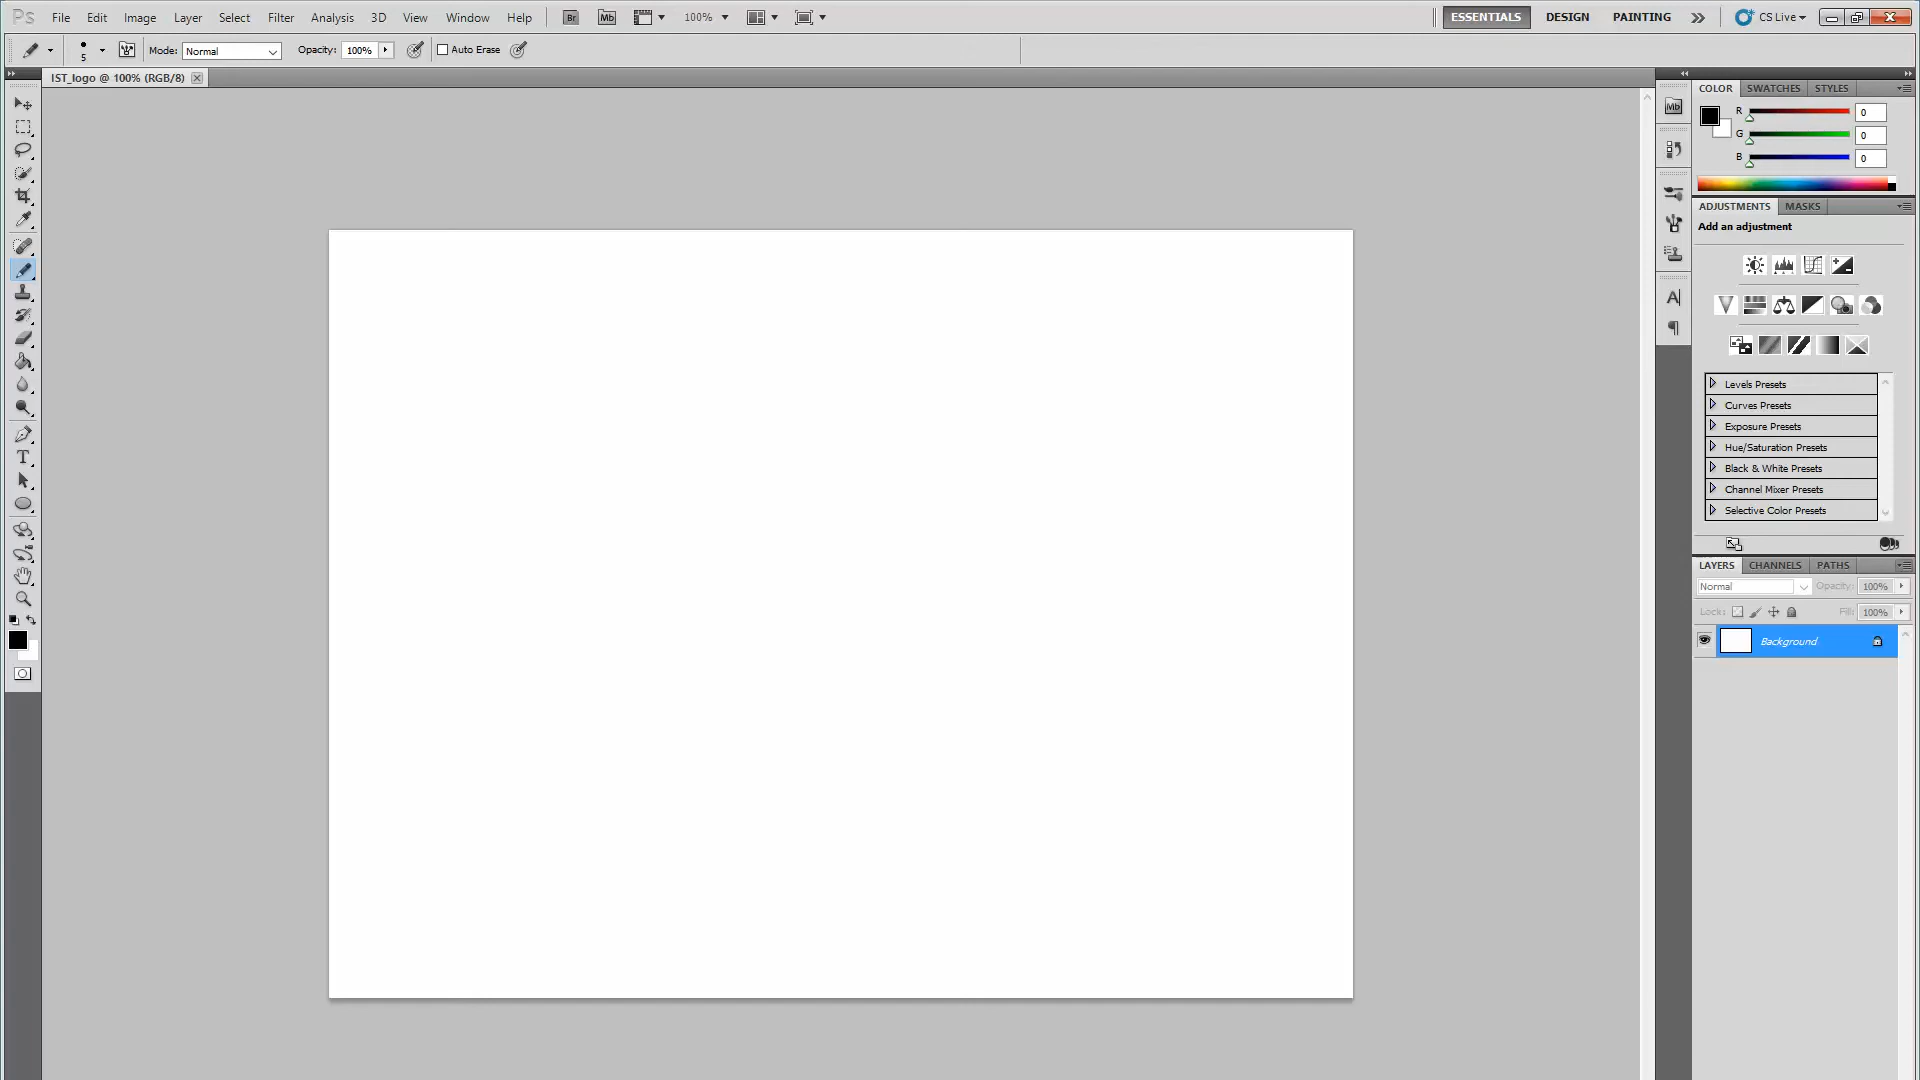 Ps File Edit Image Layer Select Filter Analysis 3D View Window Help Br Mb 100% ESSENTIALS DESIGN PAINTING CS Live
5 Mode: Normal Opacity: 100% Auto Erase
IST_logo @ 100% (RGB/8)
COLOR SWATCHES STYLES
Mb
R 0
G 0
B 0
ADJUSTMENTS MASKS
Add an adjustment
Levels Presets
Curves Presets
Exposure Presets
Hue/Saturation Presets
Black & White Presets
Channel Mixer Presets
Selective Color Presets
LAYERS CHANNELS PATHS
Normal Opacity: 100%
Lock: Fill: 100%
Background